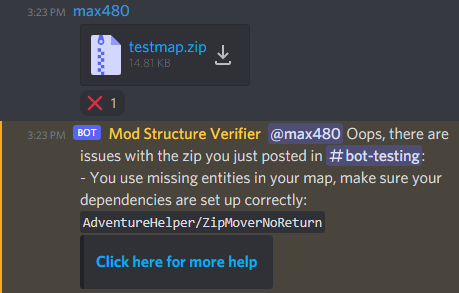 3:23 PM max480
testmap.zip
14.81 KB
1
3:23 PM BOT Mod Structure Verifier @max480 Oops, there are
issues with the zip you just posted in #bot-testing:
- You use missing entities in your map, make sure your
dependencies are set up correctly:
AdventureHelper/ZipMoverNoReturn
Click here for more help